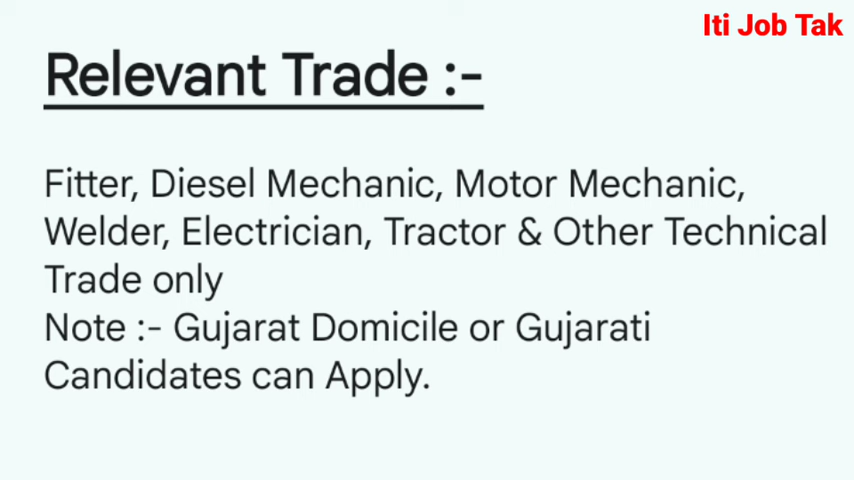 Iti Job Tak
Relevant Trade :-
Fitter, Diesel Mechanic, Motor Mechanic,
Welder, Electrician, Tractor & Other Technical
Trade only
Note :- Gujarat Domicile or Gujarati
Candidates can Apply.